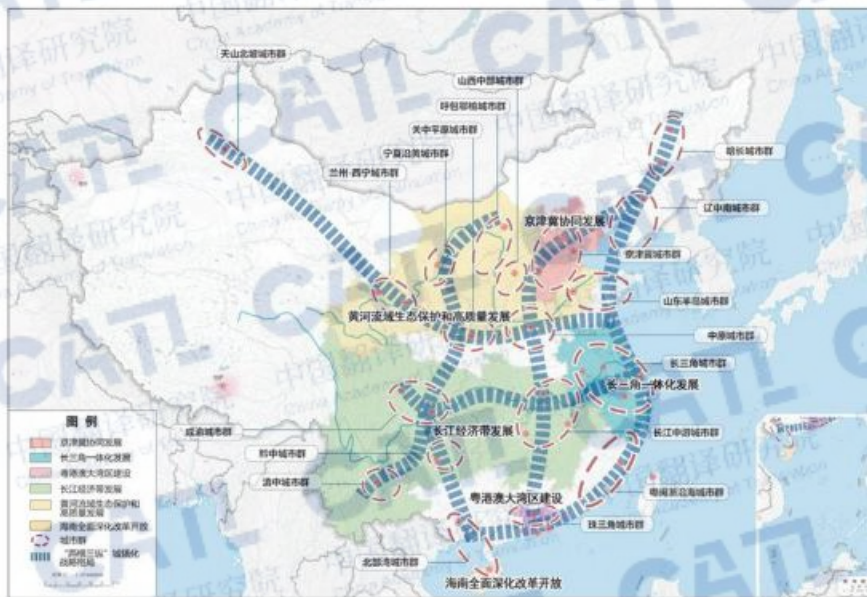 天山北坡城市群
山西中部城市群
呼包鄂榆城市群
关中平原城市群
宁夏沿黄城市群
兰州-西宁城市群
哈长城市群
辽中南城市群
京津冀协同发展
京津冀城市群
山东半岛城市群
黄河流域生态保护和高质量发展
中原城市群
长三角城市群
长三角一体化发展
成渝城市群
长江经济带发展
长江中游城市群
黔中城市群
滇中城市群
粤闽浙沿海城市群
粤港澳大湾区建设
珠三角城市群
北部湾城市群
海南全面深化改革开放
图 例
京津冀协同发展
长三角一体化发展
粤港澳大湾区建设
长江经济带发展
黄河流域生态保护和
高质量发展
海南全面深化改革开放
城市群
“两横三纵”城镇化
战略格局
CATL
中国翻译研究院
China Academy of Translation